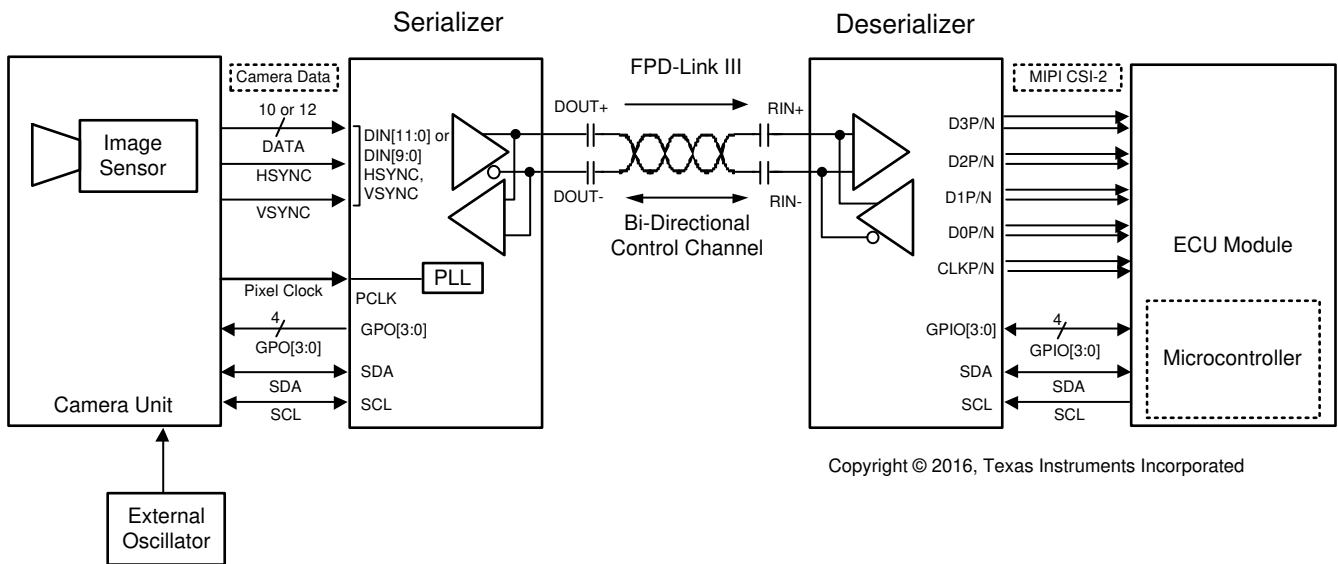 Serializer
Deserializer
Camera Data
FPD-Link III
MIPI CSI-2
10 or 12
DATA
HSYNC
VSYNC
Image
Sensor
DIN[11:0] or
DIN[9:0]
HSYNC,
VSYNC
DOUT+
DOUT-
RIN+
RIN-
Bi-Directional
Control Channel
D3P/N
D2P/N
D1P/N
D0P/N
CLKP/N
ECU Module
Pixel Clock
PCLK
PLL
4
GPO[3:0]
GPO[3:0]
SDA
SDA
SCL
SCL
Camera Unit
GPIO[3:0]
4
GPIO[3:0]
SDA
SDA
SCL
SCL
Microcontroller
Copyright © 2016, Texas Instruments Incorporated
External
Oscillator